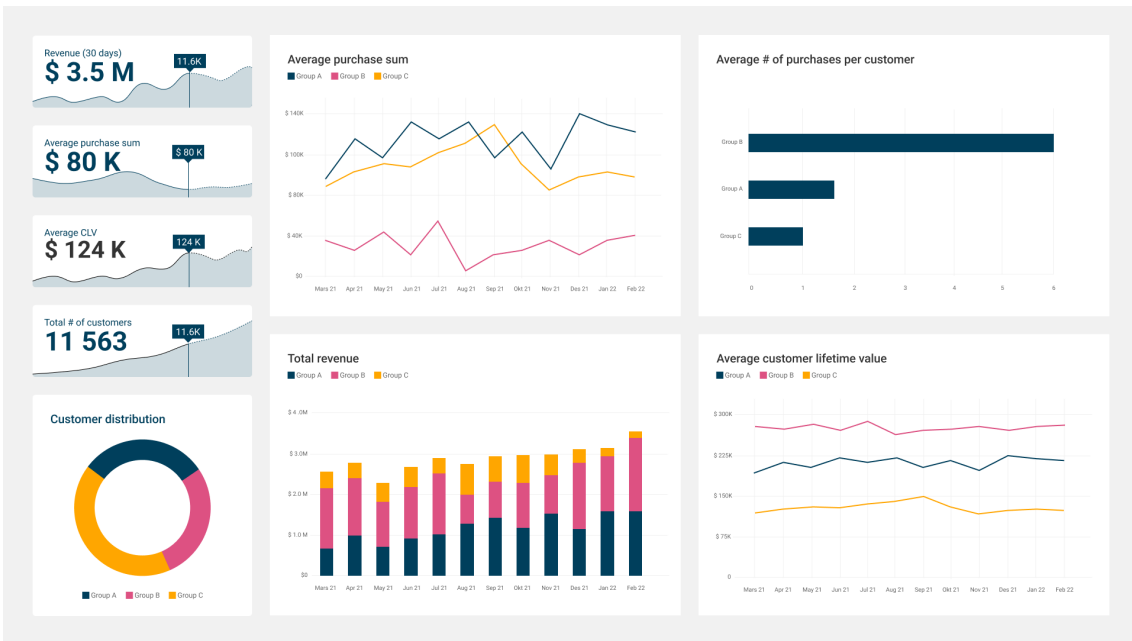 Revenue (30 days)
$ 3.5 M
11.6K
Average purchase sum
$ 80 K
$ 80 K
Average CLV
$ 124 K
124 K
Total # of customers
11 563
11.6K
Customer distribution
Group A Group B Group C
Average purchase sum
Group A Group B Group C
$ 140K
$ 100K
$ 80K
$ 40K
$0
Mars 21 Apr 21 May 21 Jun 21 Jul 21 Aug 21 Sep 21 Okt 21 Nov 21 Des 21 Jan 22 Feb 22
Average # of purchases per customer
Group B
Group A
Group C
0 1 2 3 4 5 6
Total revenue
Group A Group B Group C
$ 4.0M
$ 3.0M
$ 2.0 M
$ 1.0 M
$0
Mars 21 Apr 21 May 21 Jun 21 Jul 21 Aug 21 Sep 21 Okt 21 Nov 21 Des 21 Jan 22 Feb 22
Average customer lifetime value
Group A Group B Group C
$ 300K
$ 225K
$ 150K
$ 75K
0
Mars 21 Apr 21 May 21 Jun 21 Jul 21 Aug 21 Sep 21 Okt 21 Nov 21 Des 21 Jan 22 Feb 22